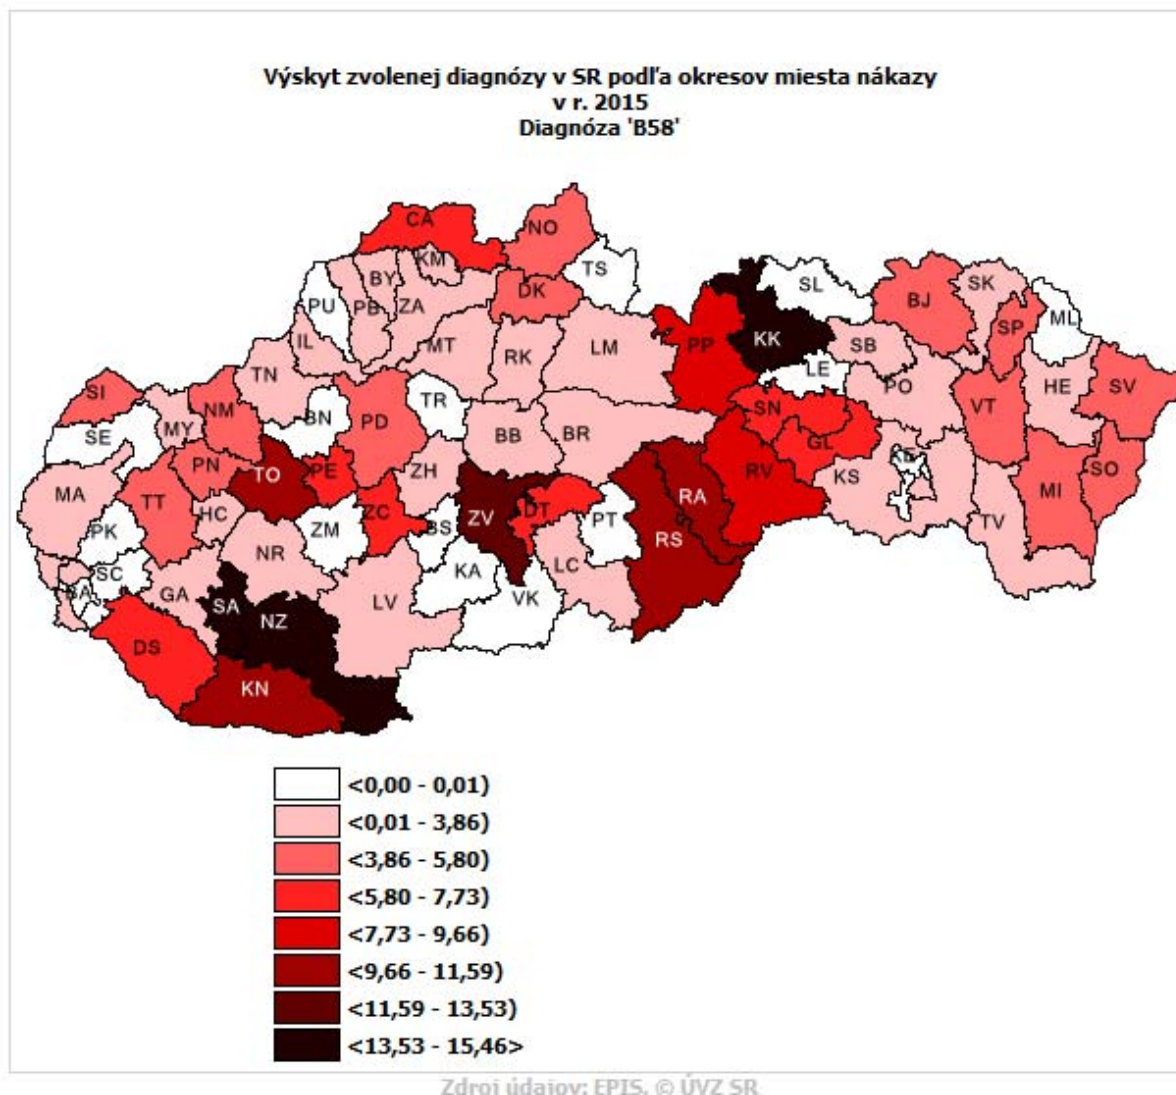 Výskyt zvolenej diagnózy v SR podľa okresov miesta nákazy
v r. 2015
Diagnóza 'B58'
CA
NO
KM
TS
BY
SL
SK
PU
PB
ZA
DK
BJ
SP
ML
IL
MT
RK
LM
PP
KK
SB
LE
TN
PO
HE
SV
SI
NM
BN
PD
TR
SN
VT
SE
MY
BB
BR
GL
PN
TO
PE
ZH
RV
KS
KE
SO
MA
TT
HC
ZC
ZV
DT
PT
RA
MI
TV
PK
ZM
BS
RS
NR
LC
BA
SC
GA
KA
SA
NZ
LV
VK
DS
KN
<0,00 - 0,01)
<0,01 - 3,86)
<3,86 - 5,80)
<5,80 - 7,73)
<7,73 - 9,66)
<9,66 - 11,59)
<11,59 - 13,53)
<13,53 - 15,46>
Zdroj údajov: EPIS, © ÚVZ SR